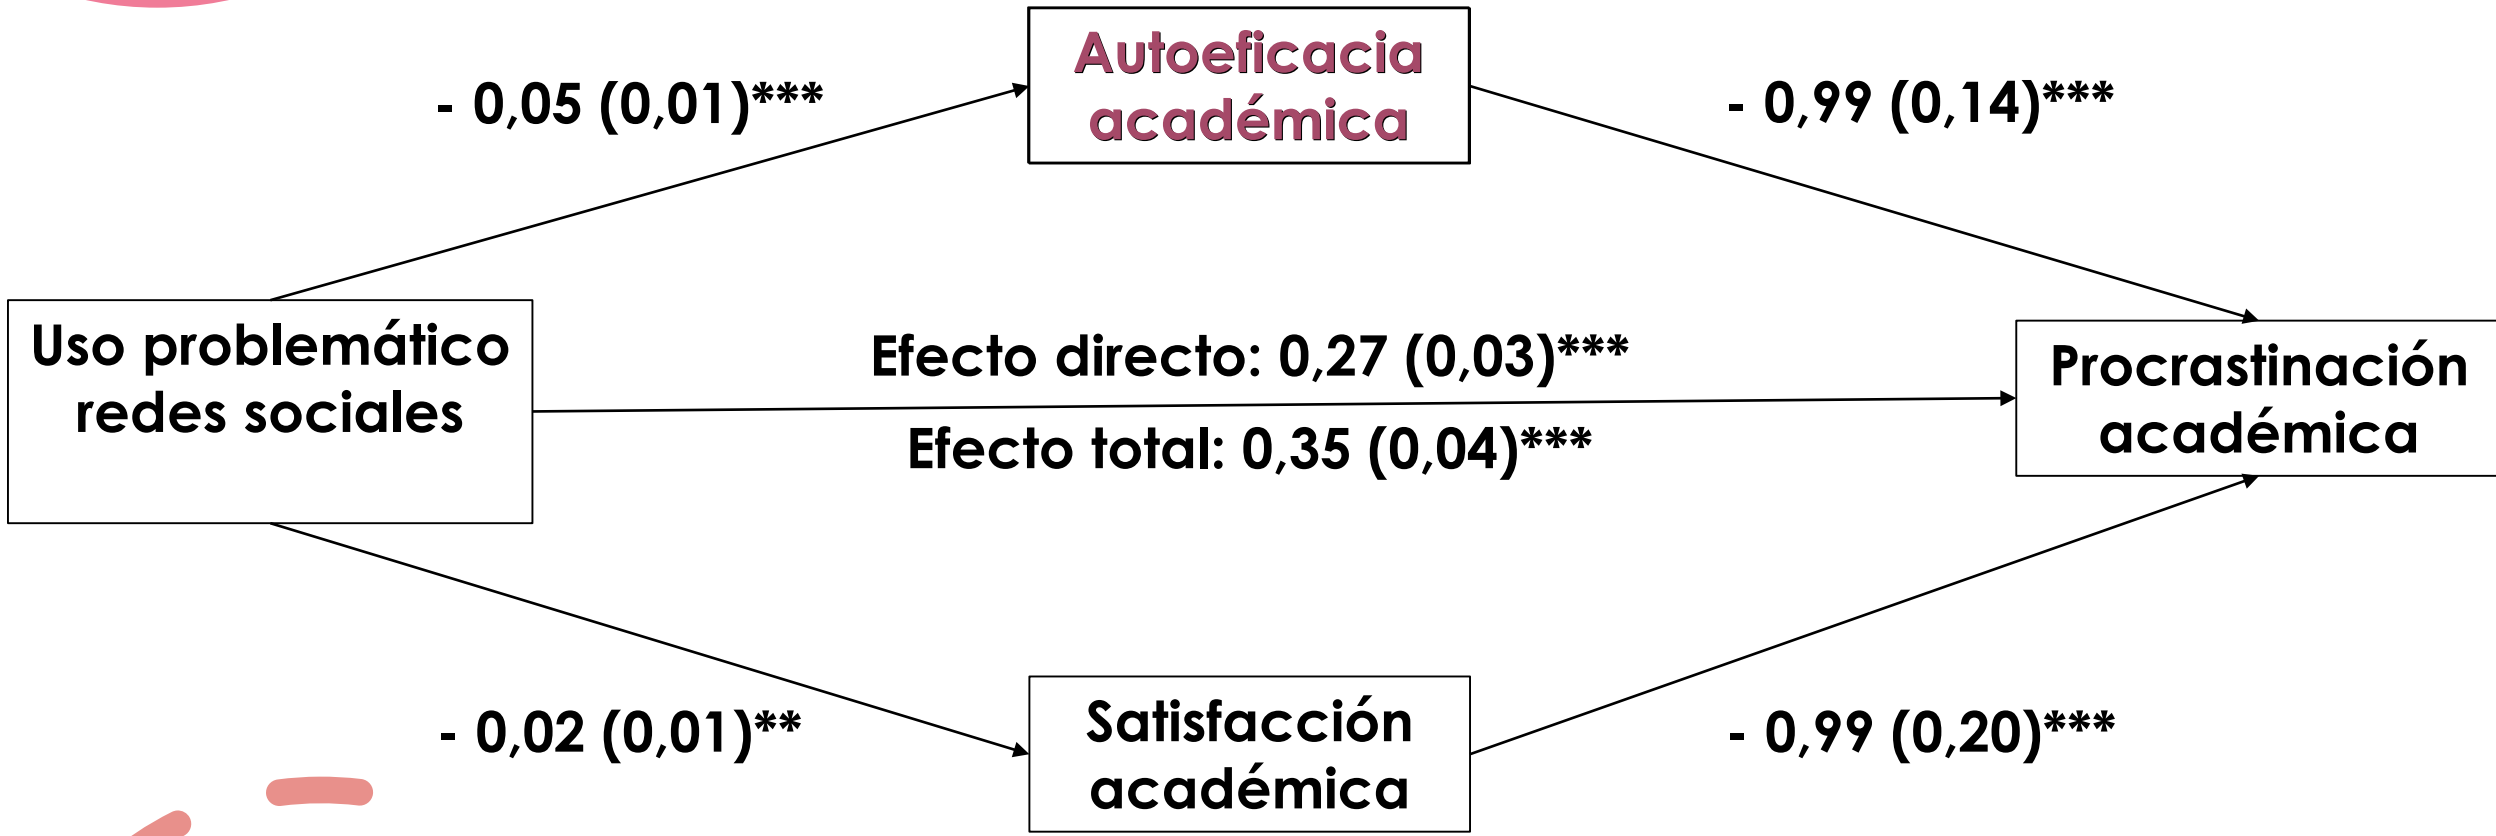 Autoeficacia
académica
- 0,05 (0,01)***
- 0,99 (0,14)***
Uso problemático
redes sociales
Efecto directo: 0,27 (0,03)***
Efecto total: 0,35 (0,04)***
Procrastinación
académica
- 0,02 (0,01)**
- 0,99 (0,20)***
Satisfacción
académica